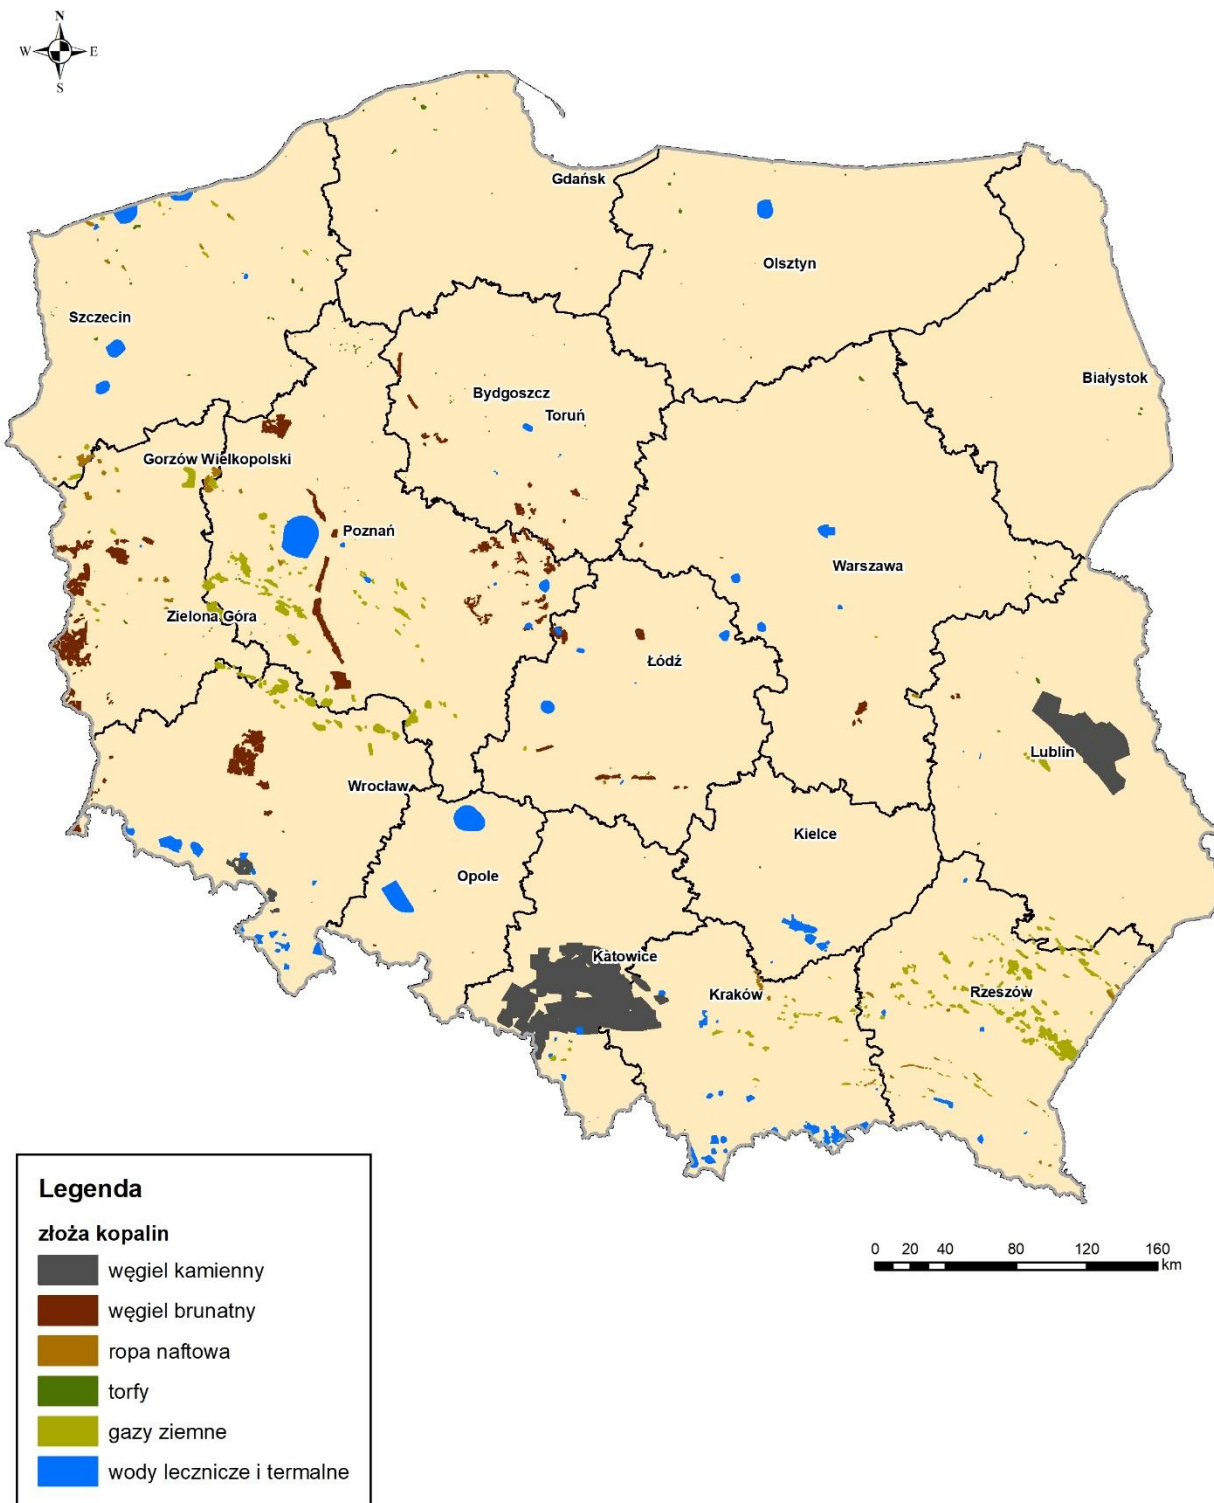 N
W E
S
Gdańsk
Olsztyn
Szczecin
Białystok
Bydgoszcz
Toruń
Gorzów Wielkopolski
Poznań
Warszawa
Zielona Góra
Łódź
Lublin
Wrocław
Kielce
Opole
Katowice
Kraków
Rzeszów
Legenda
złoża kopalin
węgiel kamienny
węgiel brunatny
ropa naftowa
torfy
gazy ziemne
wody lecznicze i termalne
0 20 40 80 120 160
km